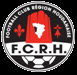 FOOTBALL CLUB RÉGION HOUDANAISE
F.C.R.H.